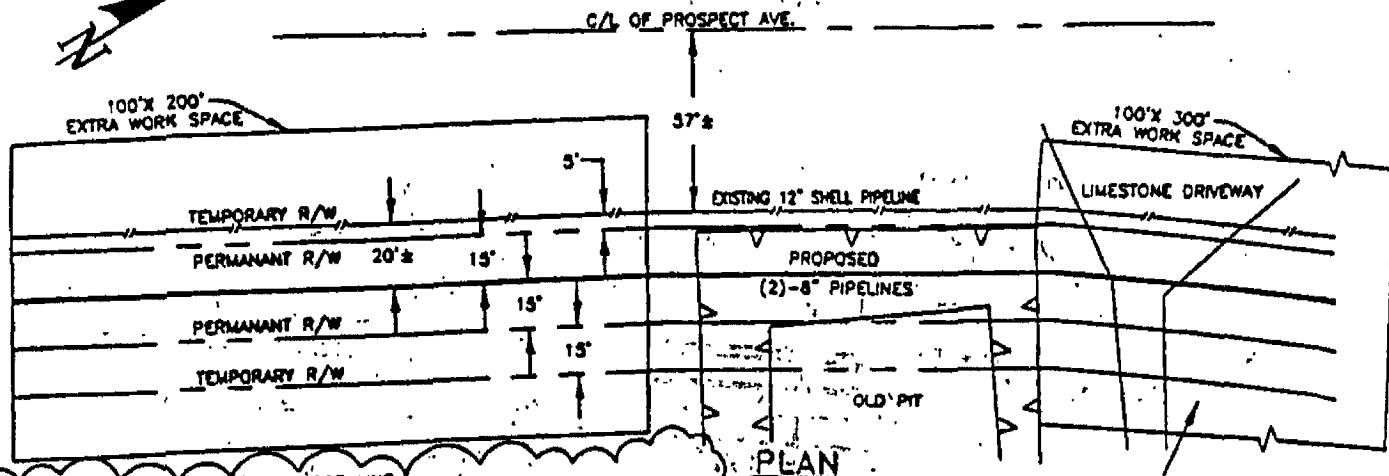 N
C/L OF PROSPECT AVE.
100'X 200'
EXTRA WORK SPACE
57'±
100'X 300'
EXTRA WORK SPACE
5'
EXISTING 12" SHELL PIPELINE
LIMESTONE DRIVEWAY
TEMPORARY R/W
PERMANANT R/W
20'±
15'
PROPOSED
(2)-8" PIPELINES
15'
PERMANANT R/W
15'
TEMPORARY R/W
OLD PIT
PLAN